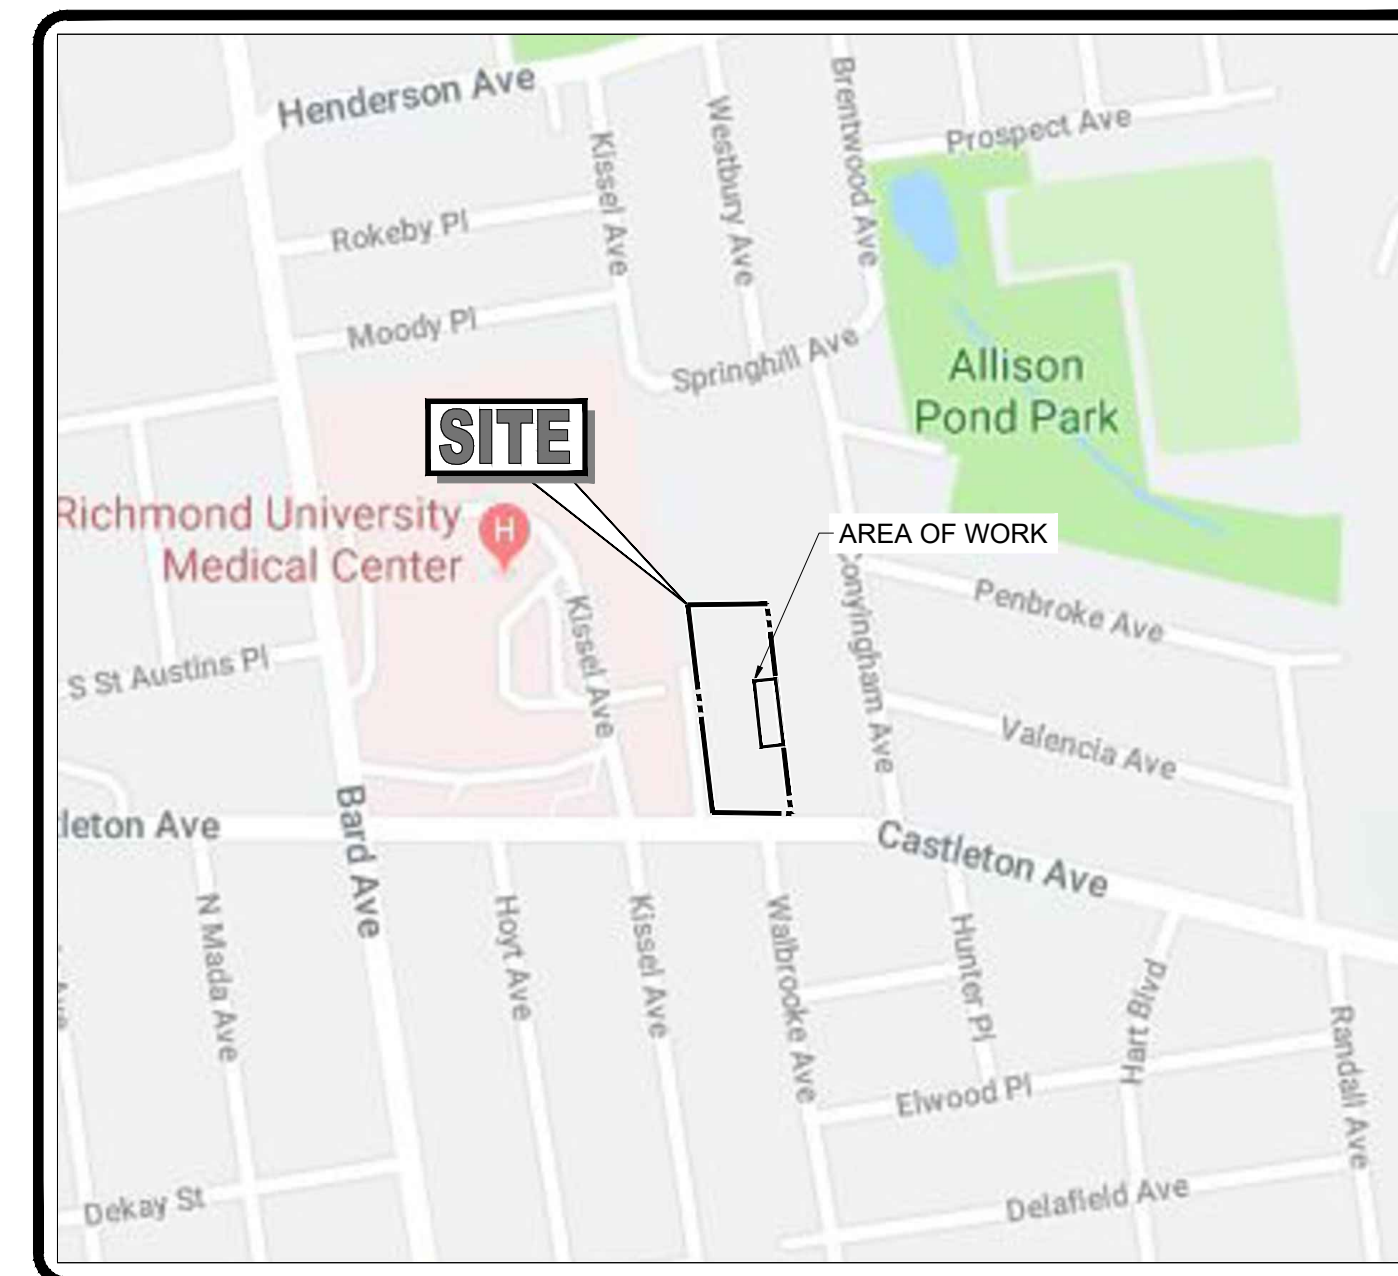 Henderson Ave
Kissel Ave
Westbury Ave
Brentwood Ave
Prospect Ave
Rokeby Pl
Moody Pl
Springhill Ave
Allison
Pond Park
SITE
Richmond University
Medical Center
H
AREA OF WORK
Kissel Ave
Conyingham Ave
Penbroke Ave
S St Austins Pl
Valencia Ave
Bard Ave
tleton Ave
Castleton Ave
N Mada Ave
Hoyt Ave
Kissel Ave
Walbrooke Ave
Hunter Pl
Hart Blvd
Randall Ave
Ave
Elwood Pl
Dekay St
Delafield Ave